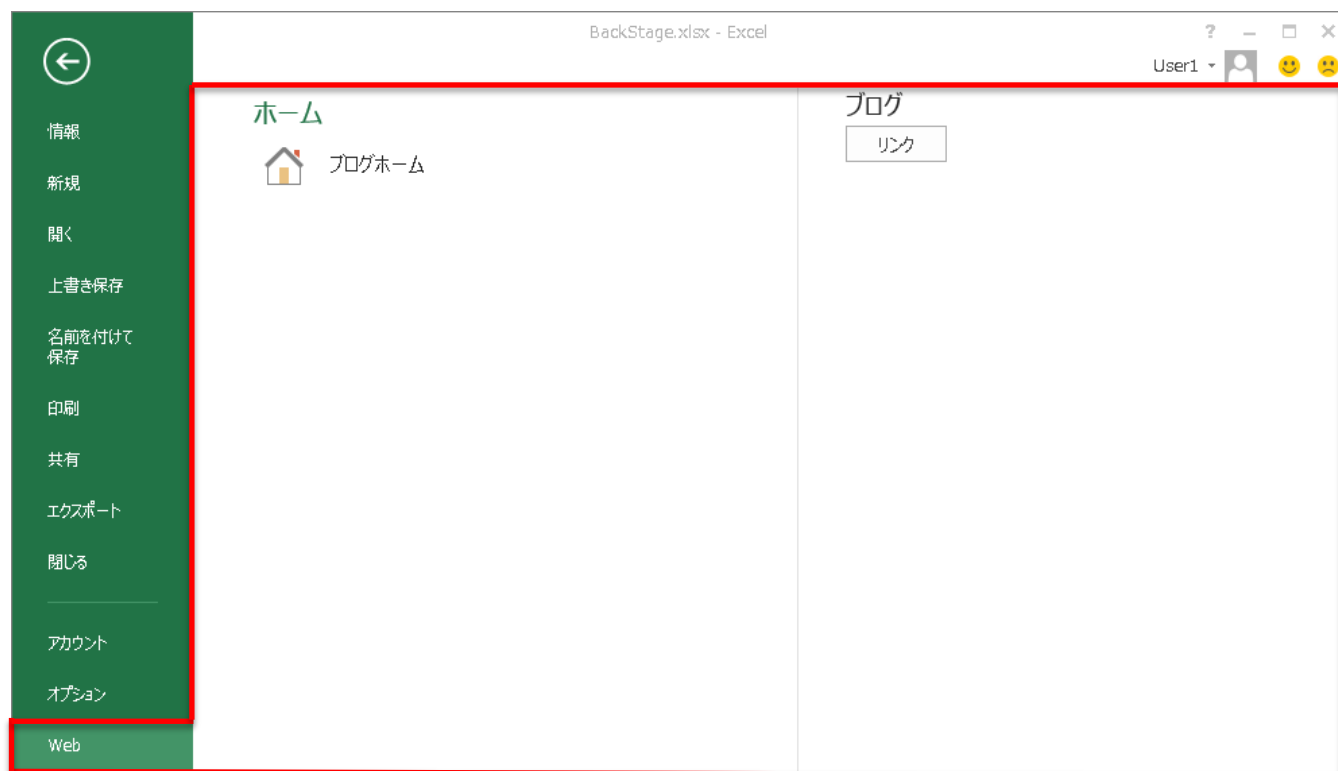 BackStage.xlsx - Excel
?
User1
情報
新規
開く
上書き保存
名前を付けて
保存
印刷
共有
エクスポート
閉じる
アカウント
オプション
Web
ホーム
ブログホーム
ブログ
リンク